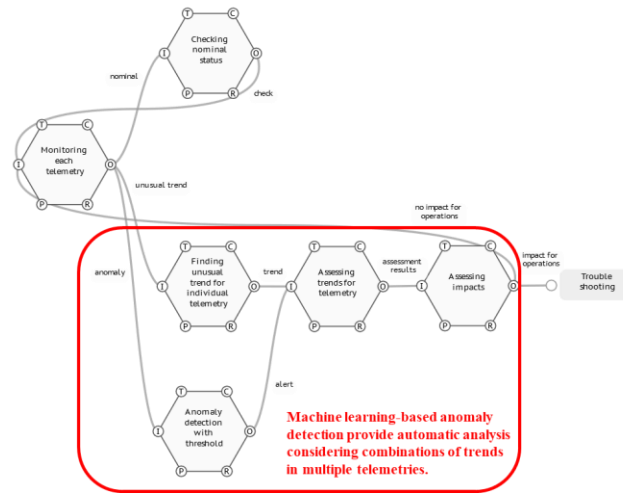 T
C
Checking
nominal
status
I
O
P
R
nominal
check
T
C
Monitoring
each
telemetry
I
O
P
R
unusual trend
no impact for
operations
anomaly
T
C
Finding
unusual
trend for
individual
telemetry
I
O
P
R
trend
T
C
Assessing
trends for
telemetry
I
O
P
R
assessment
results
T
C
Assessing
impacts
I
O
P
R
impact for
operations
Trouble
shooting
alert
T
C
Anomaly
detection
with
threshold
I
O
P
R
Machine learning-based anomaly
detection provide automatic analysis
considering combinations of trends
in multiple telemetries.